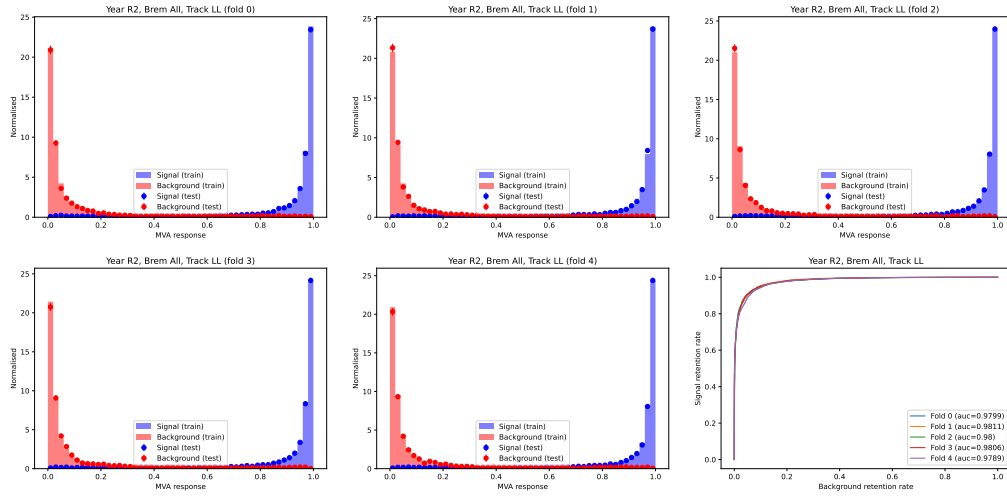 Year R2, Brem All, Track LL (fold 0)
Normalised
25
20
15
10
5
0
Signal (train)
Background (train)
Signal (test)
Background (test)
0.0 0.2 0.4 0.6 0.8 1.0
MVA response
Year R2, Brem All, Track LL (fold 1)
Normalised
25
20
15
10
5
0
Signal (train)
Background (train)
Signal (test)
Background (test)
0.0 0.2 0.4 0.6 0.8 1.0
MVA response
Year R2, Brem All, Track LL (fold 2)
Normalised
25
20
15
10
5
0
Signal (train)
Background (train)
Signal (test)
Background (test)
0.0 0.2 0.4 0.6 0.8 1.0
MVA response
Year R2, Brem All, Track LL (fold 3)
Normalised
25
20
15
10
5
0
Signal (train)
Background (train)
Signal (test)
Background (test)
0.0 0.2 0.4 0.6 0.8 1.0
MVA response
Year R2, Brem All, Track LL (fold 4)
Normalised
25
20
15
10
5
0
Signal (train)
Background (train)
Signal (test)
Background (test)
0.0 0.2 0.4 0.6 0.8 1.0
MVA response
Year R2, Brem All, Track LL
Signal retention rate
1.0
0.8
0.6
0.4
0.2
0.0
Fold 0 (auc=0.9799)
Fold 1 (auc=0.9811)
Fold 2 (auc=0.98)
Fold 3 (auc=0.9806)
Fold 4 (auc=0.9789)
0.0 0.2 0.4 0.6 0.8 1.0
Background retention rate